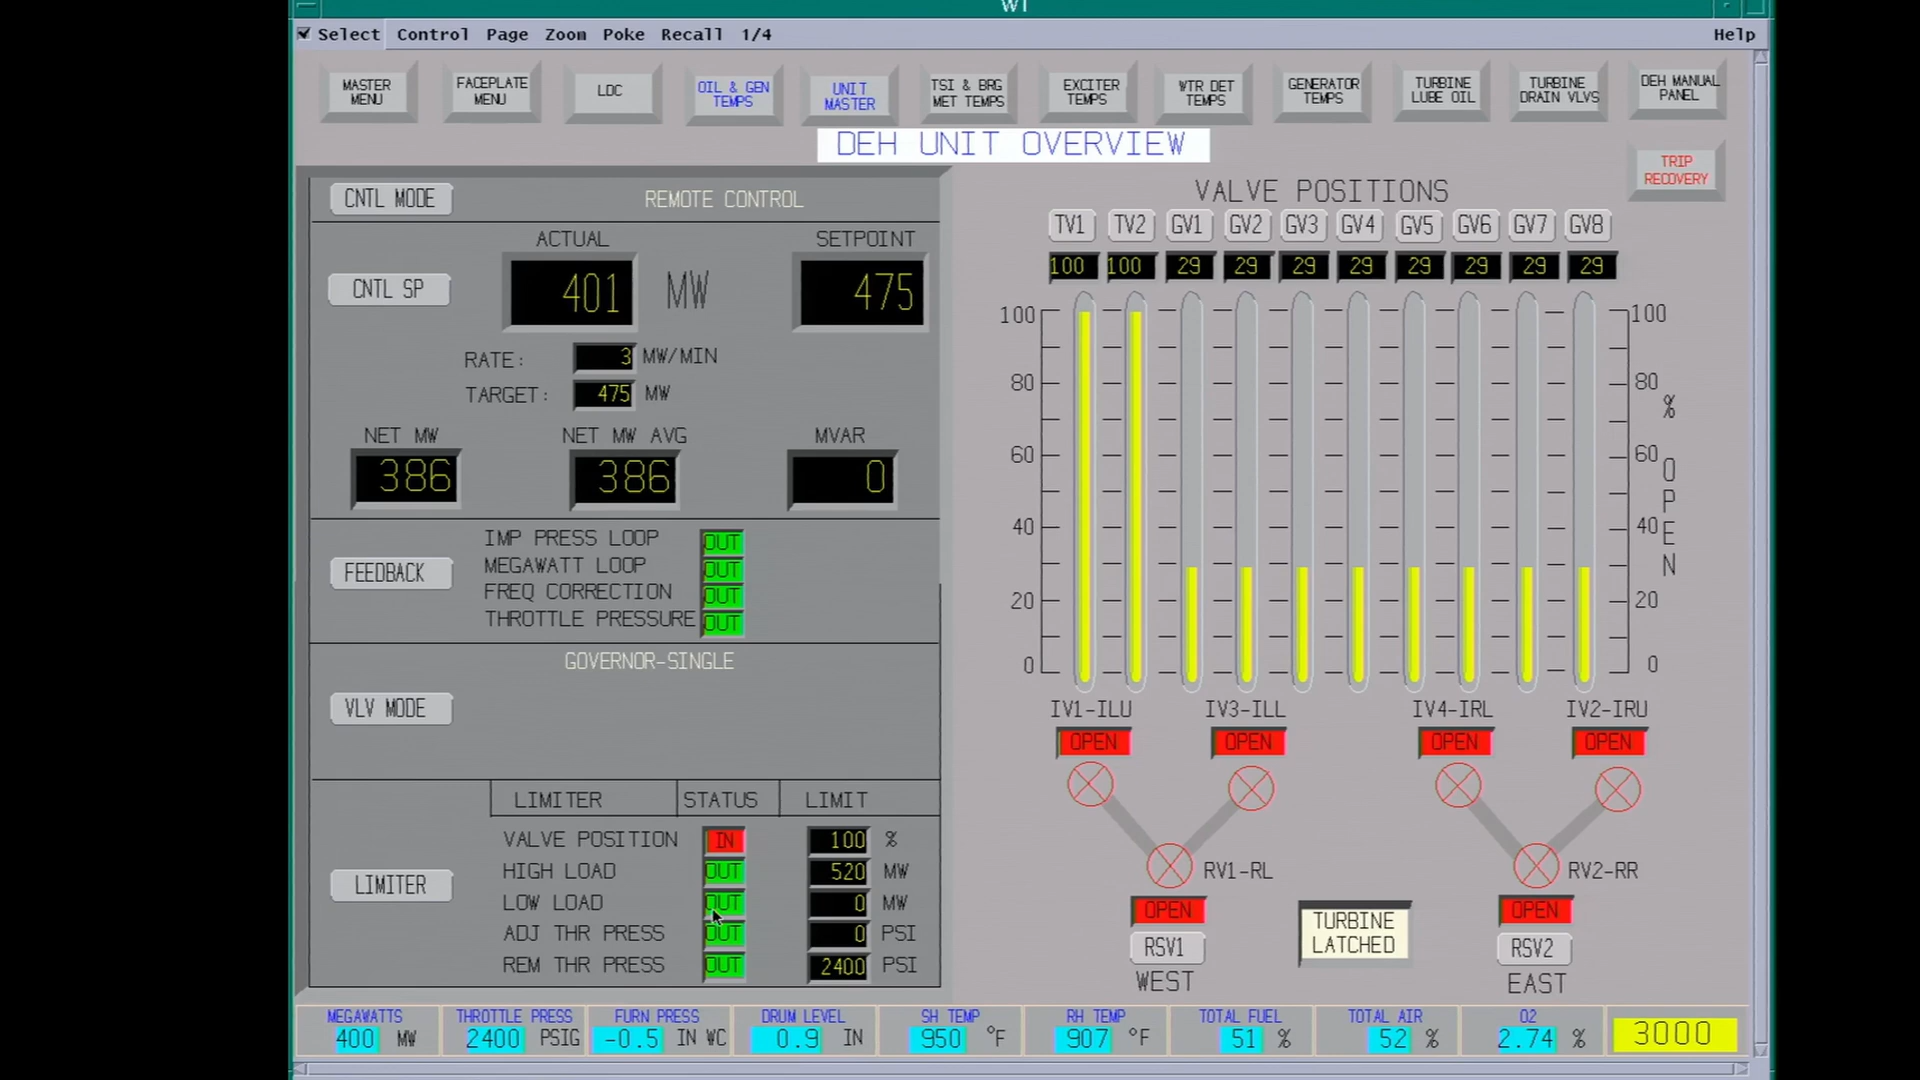 WT
Select Control Page Zoom Poke Recall 1/4 Help
MASTER MENU
FACEPLATE MENU
LDC
OIL & GEN TEMPS
UNIT MASTER
TSI & BRG MET TEMPS
EXCITER TEMPS
WTR DET TEMPS
GENERATOR TEMPS
TURBINE LUBE OIL
TURBINE DRAIN VLVS
DEH MANUAL PANEL
DEH UNIT OVERVIEW
TRIP RECOVERY
CNTL MODE REMOTE CONTROL
ACTUAL SETPOINT
CNTL SP 401 MW 475
RATE: 3 MW/MIN
TARGET: 475 MW
NET MW NET MW AVG MVAR
386 386 0
FEEDBACK
IMP PRESS LOOP OUT
MEGAWATT LOOP OUT
FREQ CORRECTION OUT
THROTTLE PRESSURE OUT
GOVERNOR-SINGLE
VLV MODE
LIMITER STATUS LIMIT
LIMITER
VALVE POSITION IN 100 %
HIGH LOAD OUT 520 MW
LOW LOAD OUT 0 MW
ADJ THR PRESS OUT 0 PSI
REM THR PRESS OUT 2400 PSI
VALVE POSITIONS
TV1 TV2 GV1 GV2 GV3 GV4 GV5 GV6 GV7 GV8
100 100 29 29 29 29 29 29 29 29
100 100
80 80
60 60
40 40
20 20
0 0
% OPEN
IV1-ILU IV3-ILL IV4-IRL IV2-IRU
OPEN OPEN OPEN OPEN
RV1-RL RV2-RR
OPEN OPEN
RSV1 RSV2
WEST EAST
TURBINE
LATCHED
MEGAWATTS THROTTLE PRESS FURN PRESS DRUM LEVEL SH TEMP RH TEMP TOTAL FUEL TOTAL AIR O2
400 MW 2400 PSIG -0.5 IN WC 0.9 IN 950 °F 907 °F 51 % 52 % 2.74 % 3000